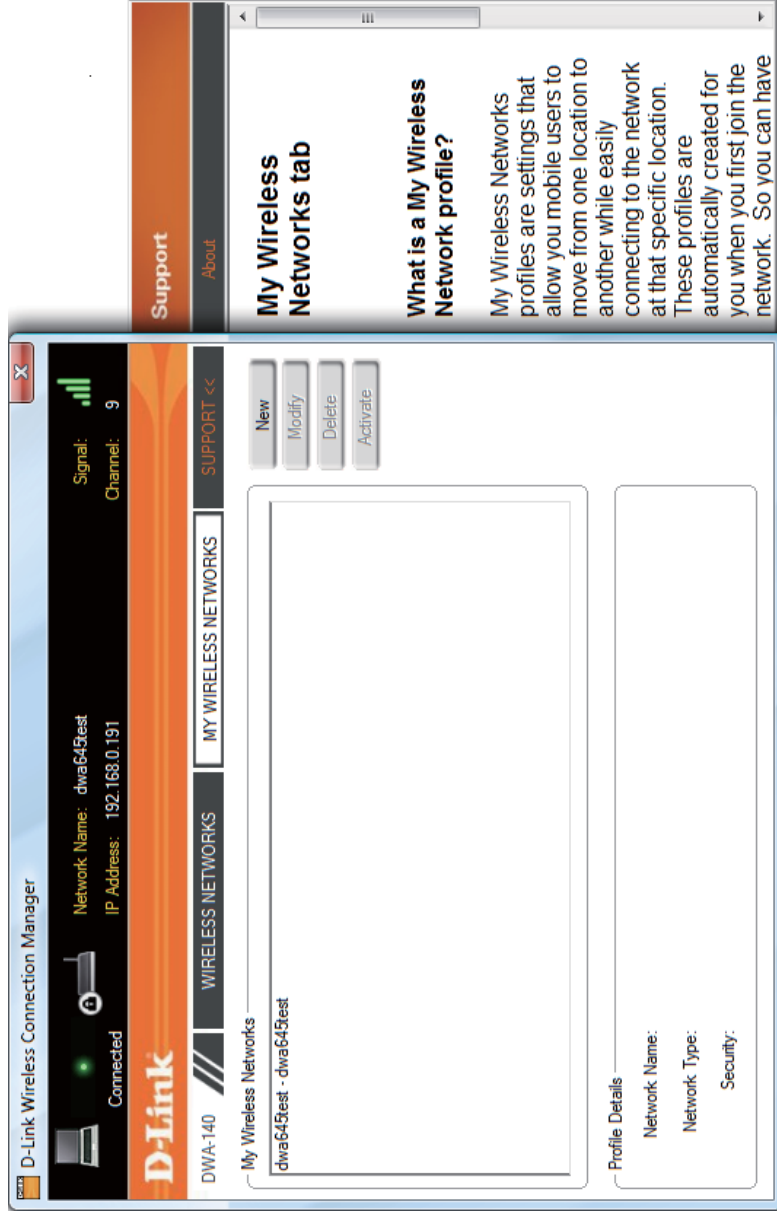 D-Link Wireless Connection Manager
Connected
Network Name: dwa645test
IP Address: 192.168.0.191
Signal:
Channel: 9
D-Link
DWA-140
WIRELESS NETWORKS
MY WIRELESS NETWORKS
SUPPORT <<
My Wireless Networks
dwa645test - dwa645test
New
Modify
Delete
Activate
Profile Details
Network Name:
Network Type:
Security:
Support
About
My Wireless
Networks tab
What is a My Wireless
Network profile?
My Wireless Networks
profiles are settings that
allow you mobile users to
move from one location to
another while easily
connecting to the network
at that specific location.
These profiles are
automatically created for
you when you first join the
network. So you can have